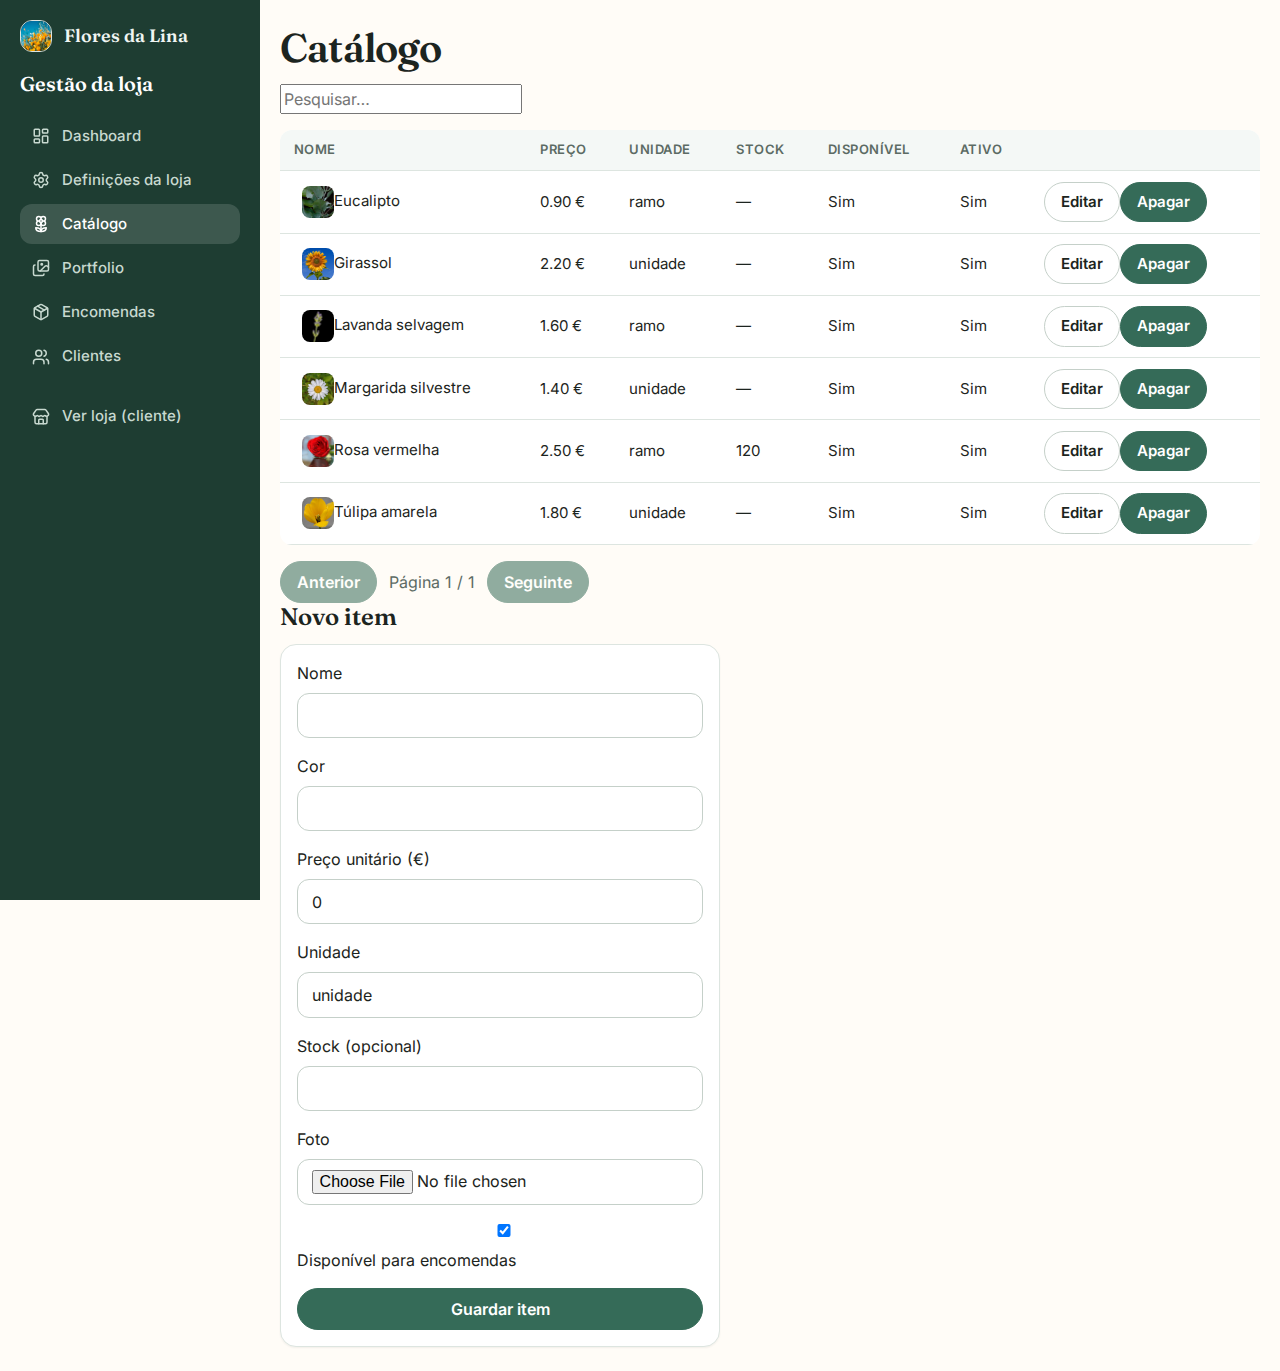 Flores da Lina
Gestão da loja
Dashboard
Definições da loja
Catálogo
Portfolio
Encomendas
Clientes
Ver loja (cliente)
Catálogo
Pesquisar...
NOME PREÇO UNIDADE STOCK DISPONÍVEL ATIVO
Eucalipto 0.90 € ramo — Sim Sim Editar Apagar
Girassol 2.20 € unidade — Sim Sim Editar Apagar
Lavanda selvagem 1.60 € ramo — Sim Sim Editar Apagar
Margarida silvestre 1.40 € unidade — Sim Sim Editar Apagar
Rosa vermelha 2.50 € ramo 120 Sim Sim Editar Apagar
Túlipa amarela 1.80 € unidade — Sim Sim Editar Apagar
Anterior Página 1 / 1 Seguinte
Novo item
Nome
Cor
Preço unitário (€)
0
Unidade
unidade
Stock (opcional)
Foto
Choose File No file chosen
Disponível para encomendas
Guardar item